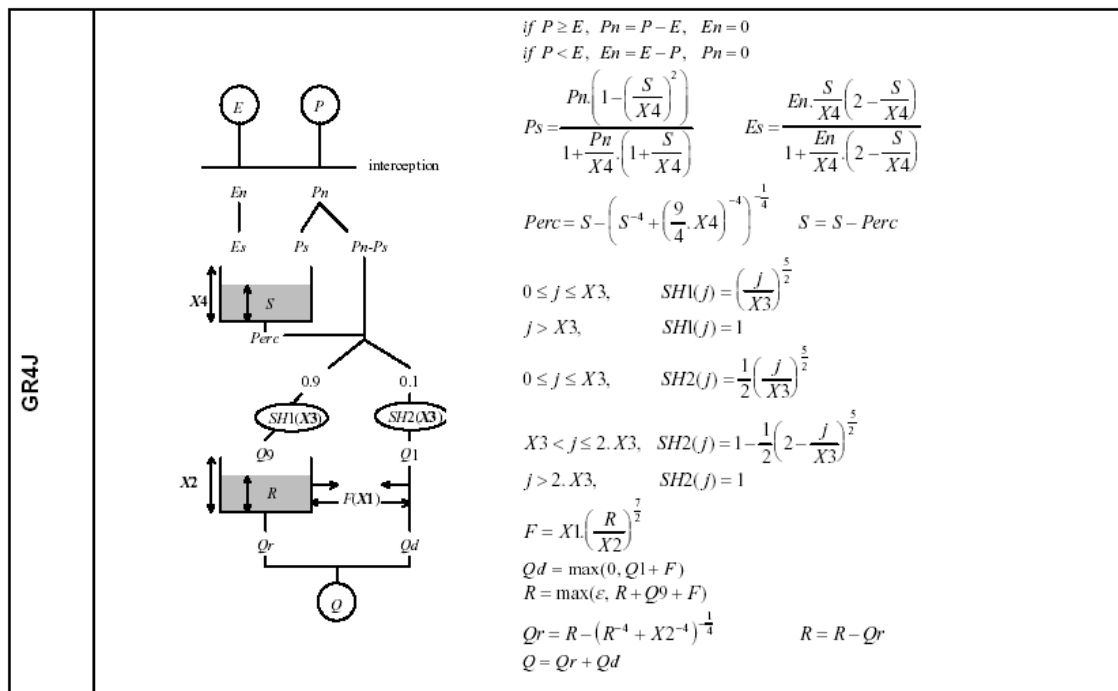 GR4J
E P
interception
En Pn
Es Ps Pn-Ps
X4 S
Perc
0.9 0.1
SH1(X3) SH2(X3)
Q9 Q1
X2 R F(X1)
Qr Qd
Q
if P ≥ E, Pn = P − E, En = 0
if P < E, En = E − P, Pn = 0
Ps = Pn.(1 − (S/X4)^2) / (1 + Pn/X4.(1 + S/X4)) Es = En.S/X4(2 − S/X4) / (1 + En/X4.(2 − S/X4))
Perc = S − (S^−4 + (9/4.X4)^−4)^−1/4 S = S − Perc
0 ≤ j ≤ X3, SH1(j) = (j/X3)^5/2
j > X3, SH1(j) = 1
0 ≤ j ≤ X3, SH2(j) = 1/2(j/X3)^5/2
X3 < j ≤ 2.X3, SH2(j) = 1 − 1/2(2 − j/X3)^5/2
j > 2.X3, SH2(j) = 1
F = X1.(R/X2)^7/2
Qd = max(0, Q1 + F)
R = max(ε, R + Q9 + F)
Qr = R − (R^−4 + X2^−4)^−1/4 R = R − Qr
Q = Qr + Qd